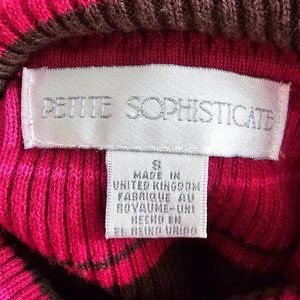 PETITE SOPHISTICATE
S
MADE IN
UNITED KINGDOM
FABRIQUE AU
ROYAUME-UNI
HECHO EN
EL REINO UNIDO